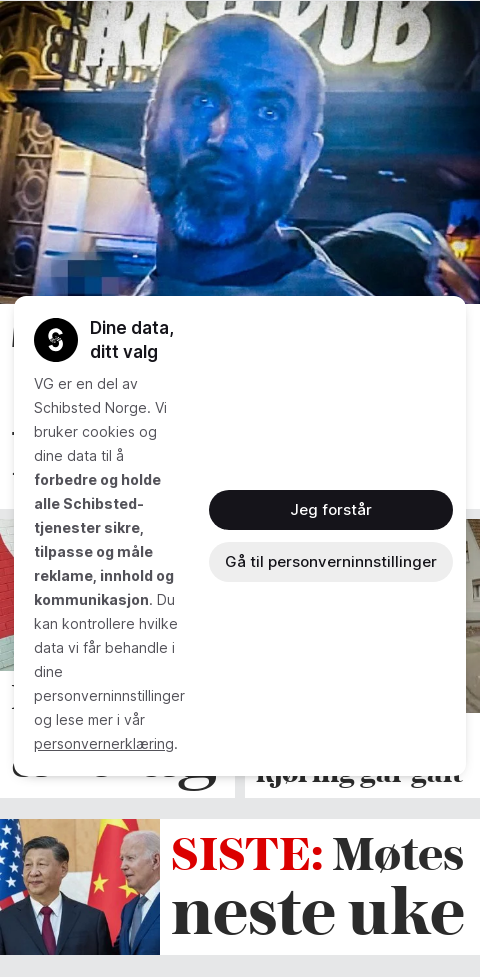 IRISH PUB
Dine data,
ditt valg
VG er en del av
Schibsted Norge. Vi
bruker cookies og
dine data til å
forbedre og holde
alle Schibsted-
tjenester sikre,
tilpasse og måle
reklame, innhold og
kommunikasjon. Du
kan kontrollere hvilke
data vi får behandle i
dine
personverninnstillinger
og lese mer i vår
personvernerklæring.
Jeg forstår
Gå til personverninnstillinger
kjøring går galt
SISTE: Møtes
neste uke